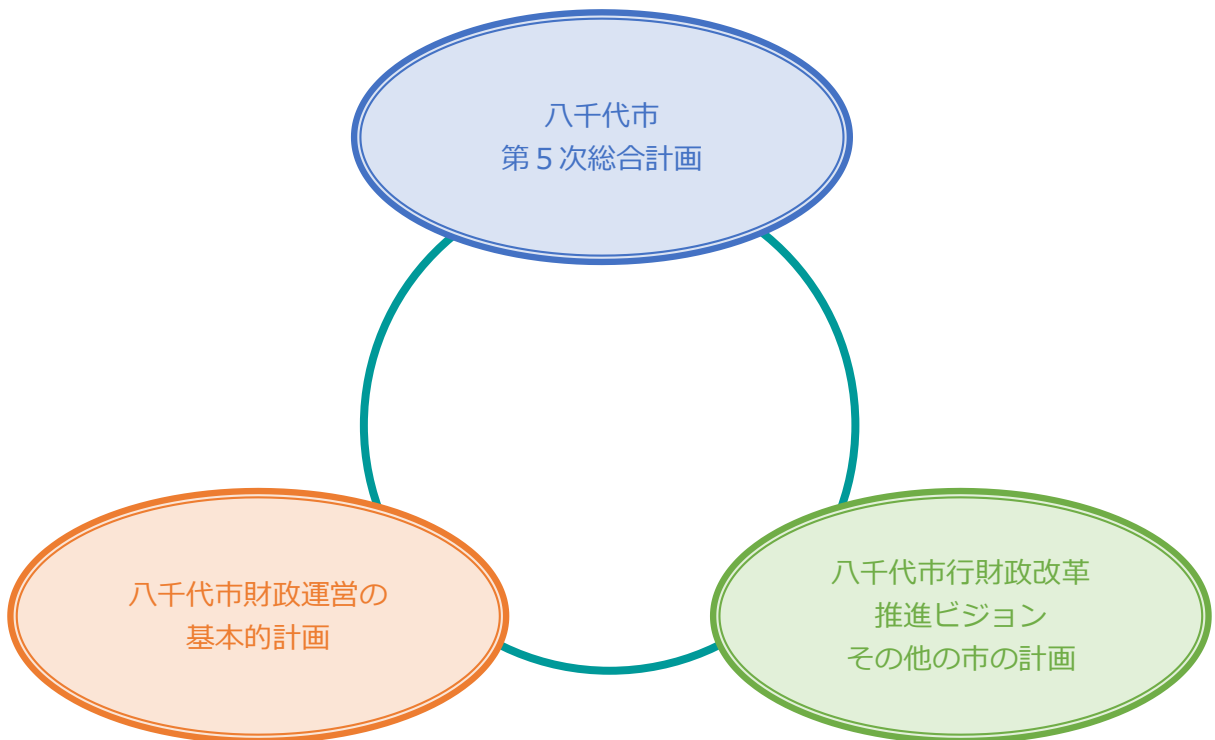 八千代市
第５次総合計画
八千代市財政運営の
基本的計画
八千代市行財政改革
推進ビジョン
その他の市の計画